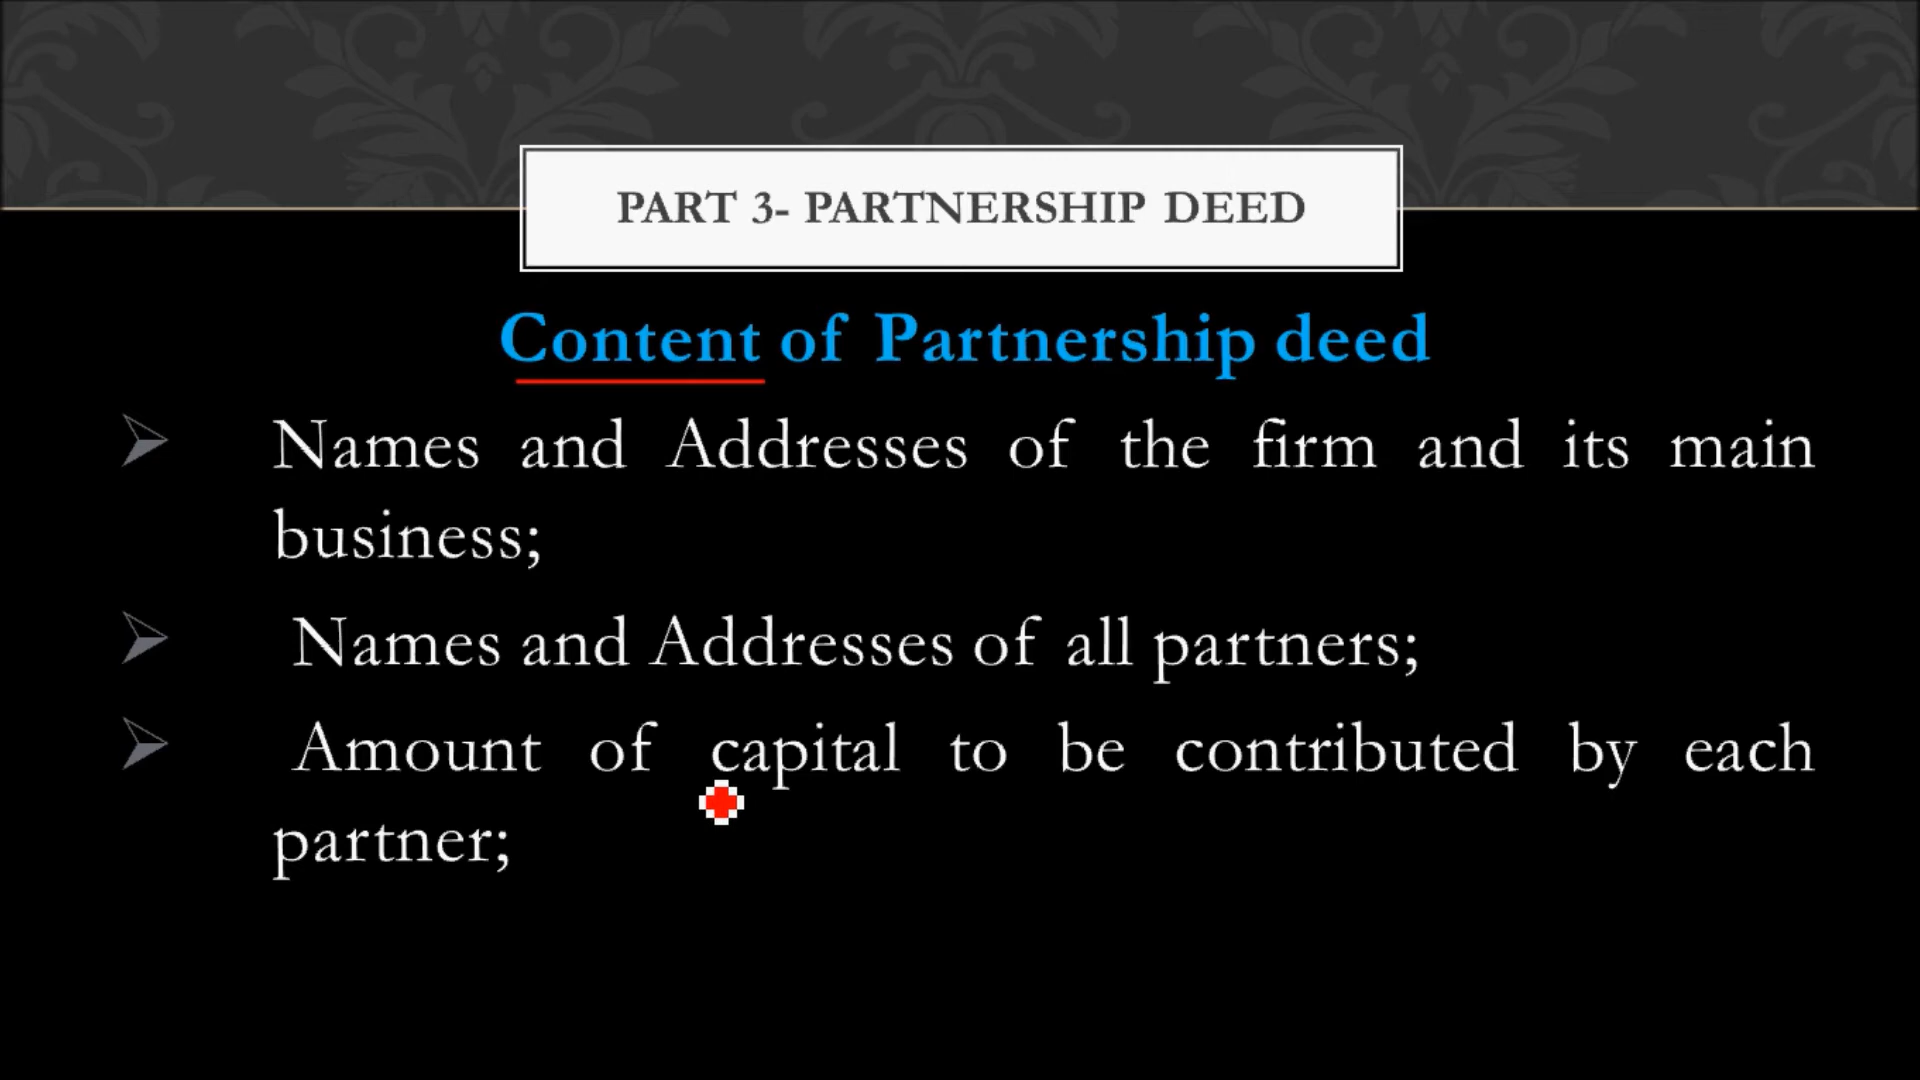 PART 3- PARTNERSHIP DEED
Content of Partnership deed
Names and Addresses of the firm and its main
business;
Names and Addresses of all partners;
Amount of capital to be contributed by each
partner;